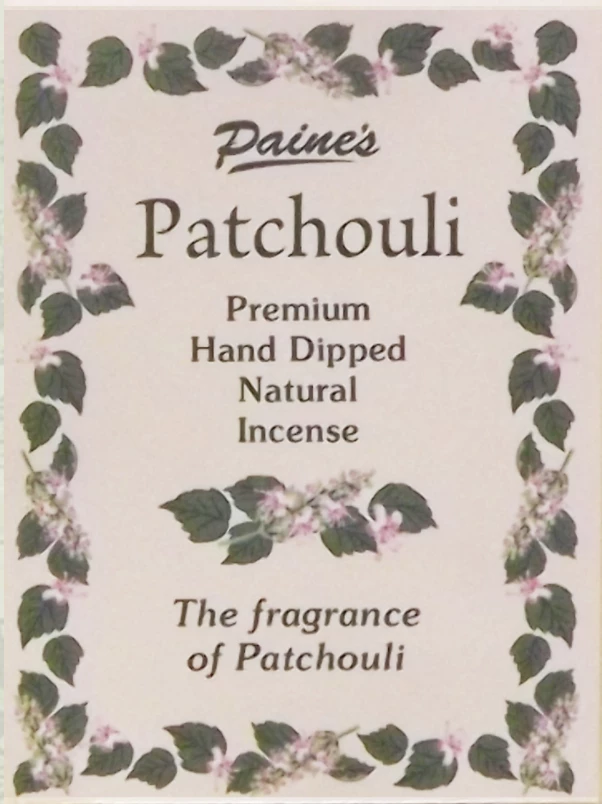 Paine's
Patchouli
Premium
Hand Dipped
Natural
Incense
The fragrance
of Patchouli